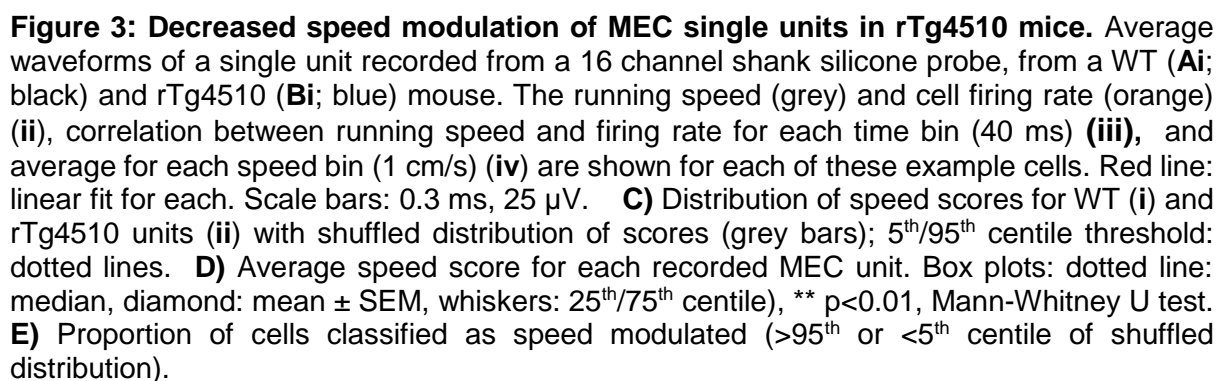 Figure 3: Decreased speed modulation of MEC single units in rTg4510 mice. Average
waveforms of a single unit recorded from a 16 channel shank silicone probe, from a WT (Ai;
black) and rTg4510 (Bi; blue) mouse. The running speed (grey) and cell firing rate (orange)
(ii), correlation between running speed and firing rate for each time bin (40 ms) (iii), and
average for each speed bin (1 cm/s) (iv) are shown for each of these example cells. Red line:
linear fit for each. Scale bars: 0.3 ms, 25 µV. C) Distribution of speed scores for WT (i) and
rTg4510 units (ii) with shuffled distribution of scores (grey bars); 5th/95th centile threshold:
dotted lines. D) Average speed score for each recorded MEC unit. Box plots: dotted line:
median, diamond: mean ± SEM, whiskers: 25th/75th centile), ** p<0.01, Mann-Whitney U test.
E) Proportion of cells classified as speed modulated (>95th or <5th centile of shuffled
distribution).